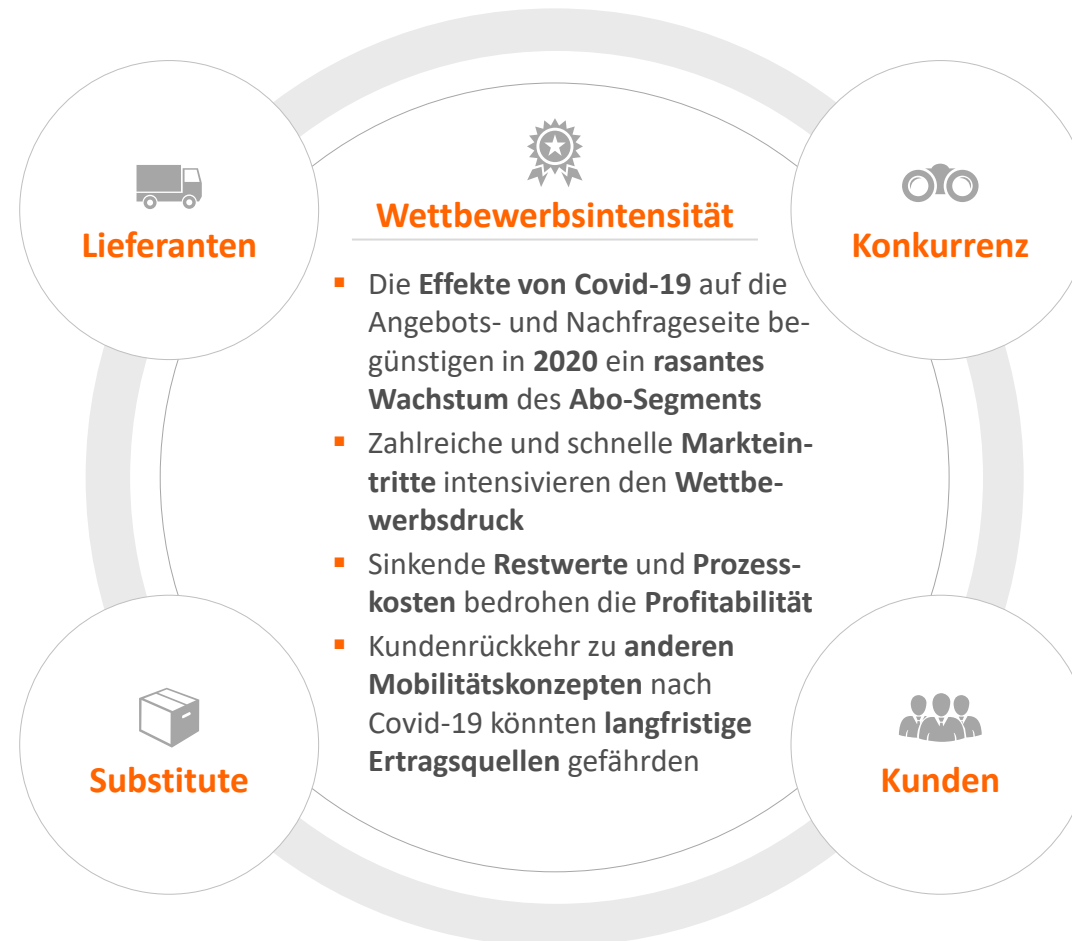 Lieferanten
Konkurrenz
Wettbewerbsintensität
▪ Die Effekte von Covid-19 auf die
Angebots- und Nachfrageseite be-
günstigen in 2020 ein rasantes
Wachstum des Abo-Segments
▪ Zahlreiche und schnelle Marktein-
tritte intensivieren den Wettbe-
werbsdruck
▪ Sinkende Restwerte und Prozess-
kosten bedrohen die Profitabilität
▪ Kundenrückkehr zu anderen
Mobilitätskonzepten nach
Covid-19 könnten langfristige
Ertragsquellen gefährden
Substitute
Kunden